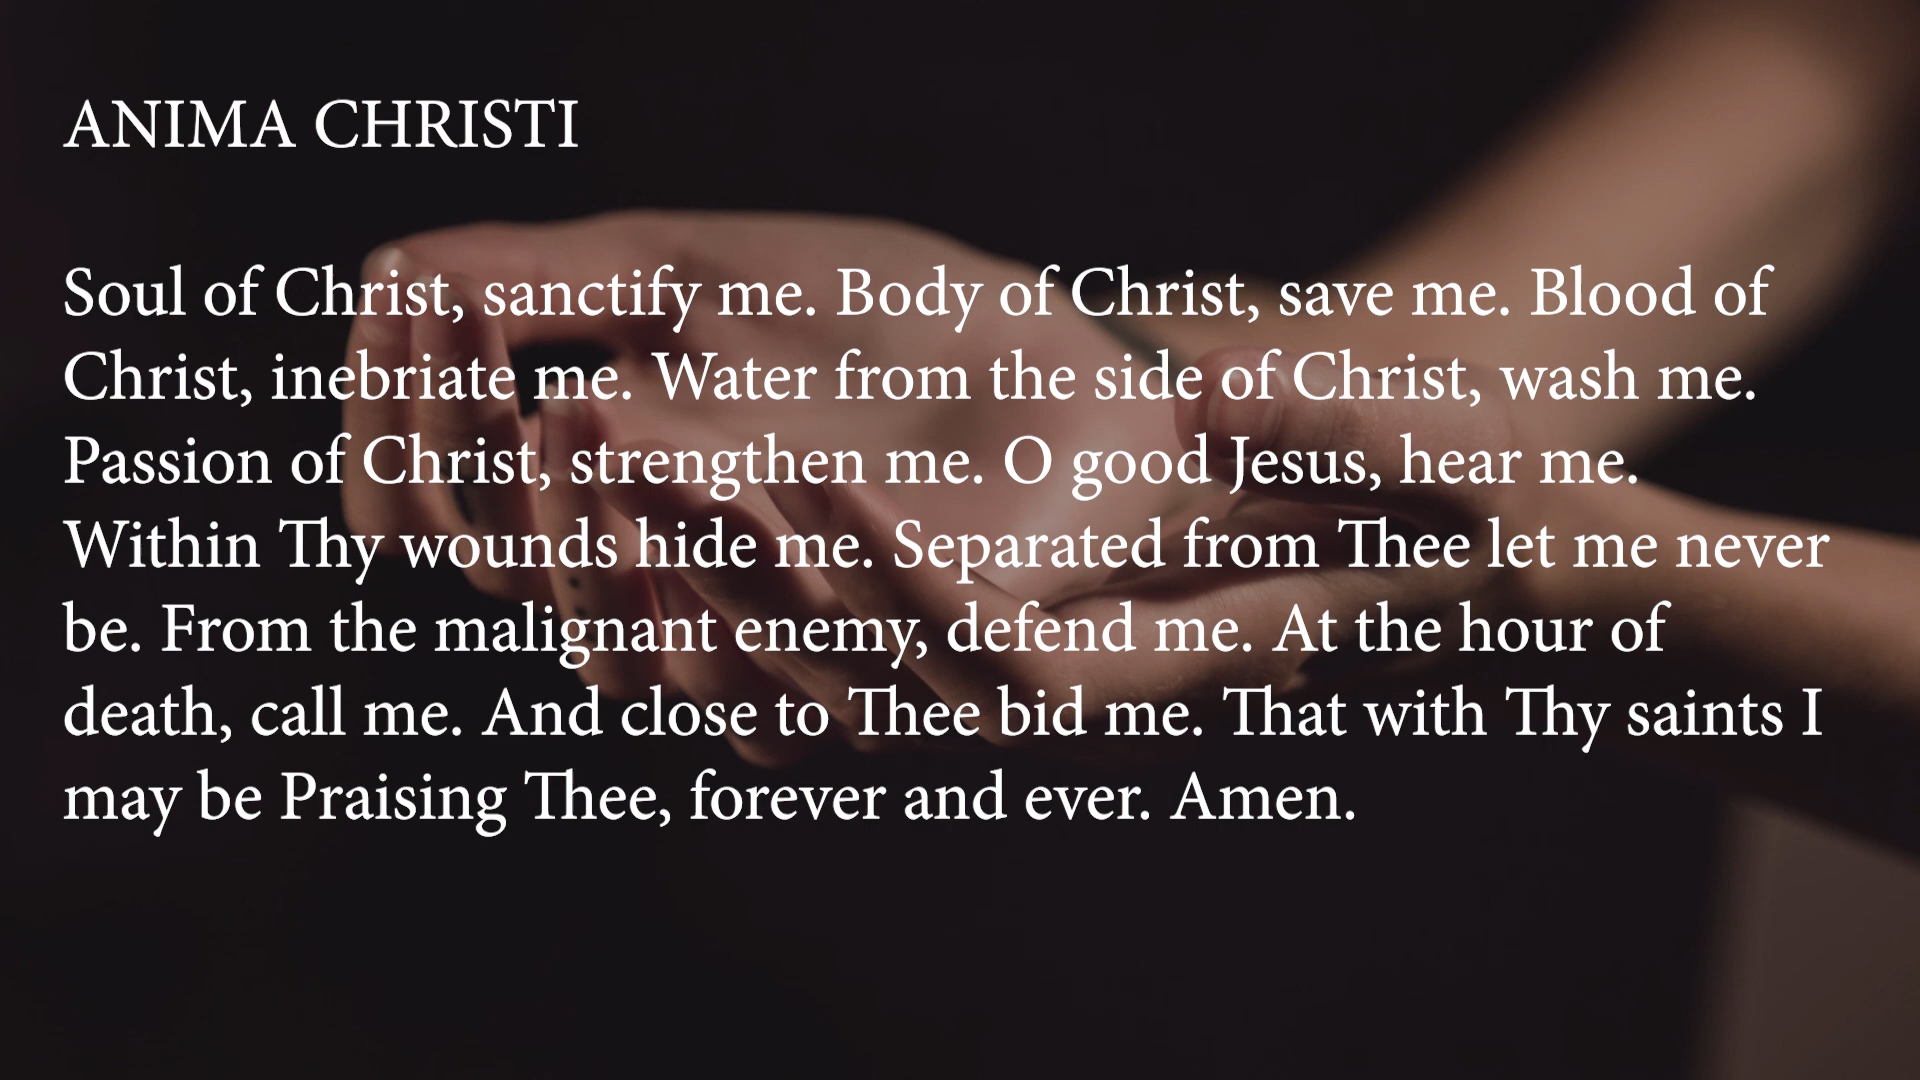 ANIMA CHRISTI
Soul of Christ, sanctify me. Body of Christ, save me. Blood of
Christ, inebriate me. Water from the side of Christ, wash me.
Passion of Christ, strengthen me. O good Jesus, hear me.
Within Thy wounds hide me. Separated from Thee let me never
be. From the malignant enemy, defend me. At the hour of
death, call me. And close to Thee bid me. That with Thy saints I
may be Praising Thee, forever and ever. Amen.